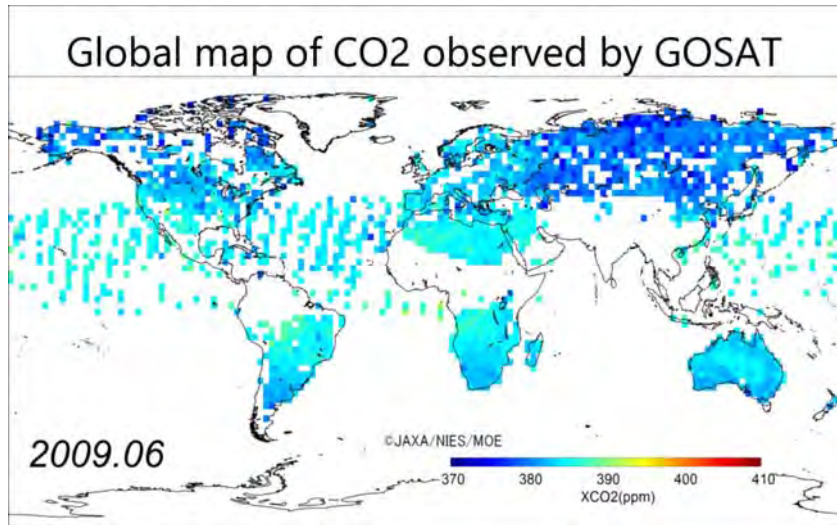 Global map of CO2 observed by GOSAT
©JAXA/NIES/MOE
2009.06
370 380 390 400 410
XCO2(ppm)